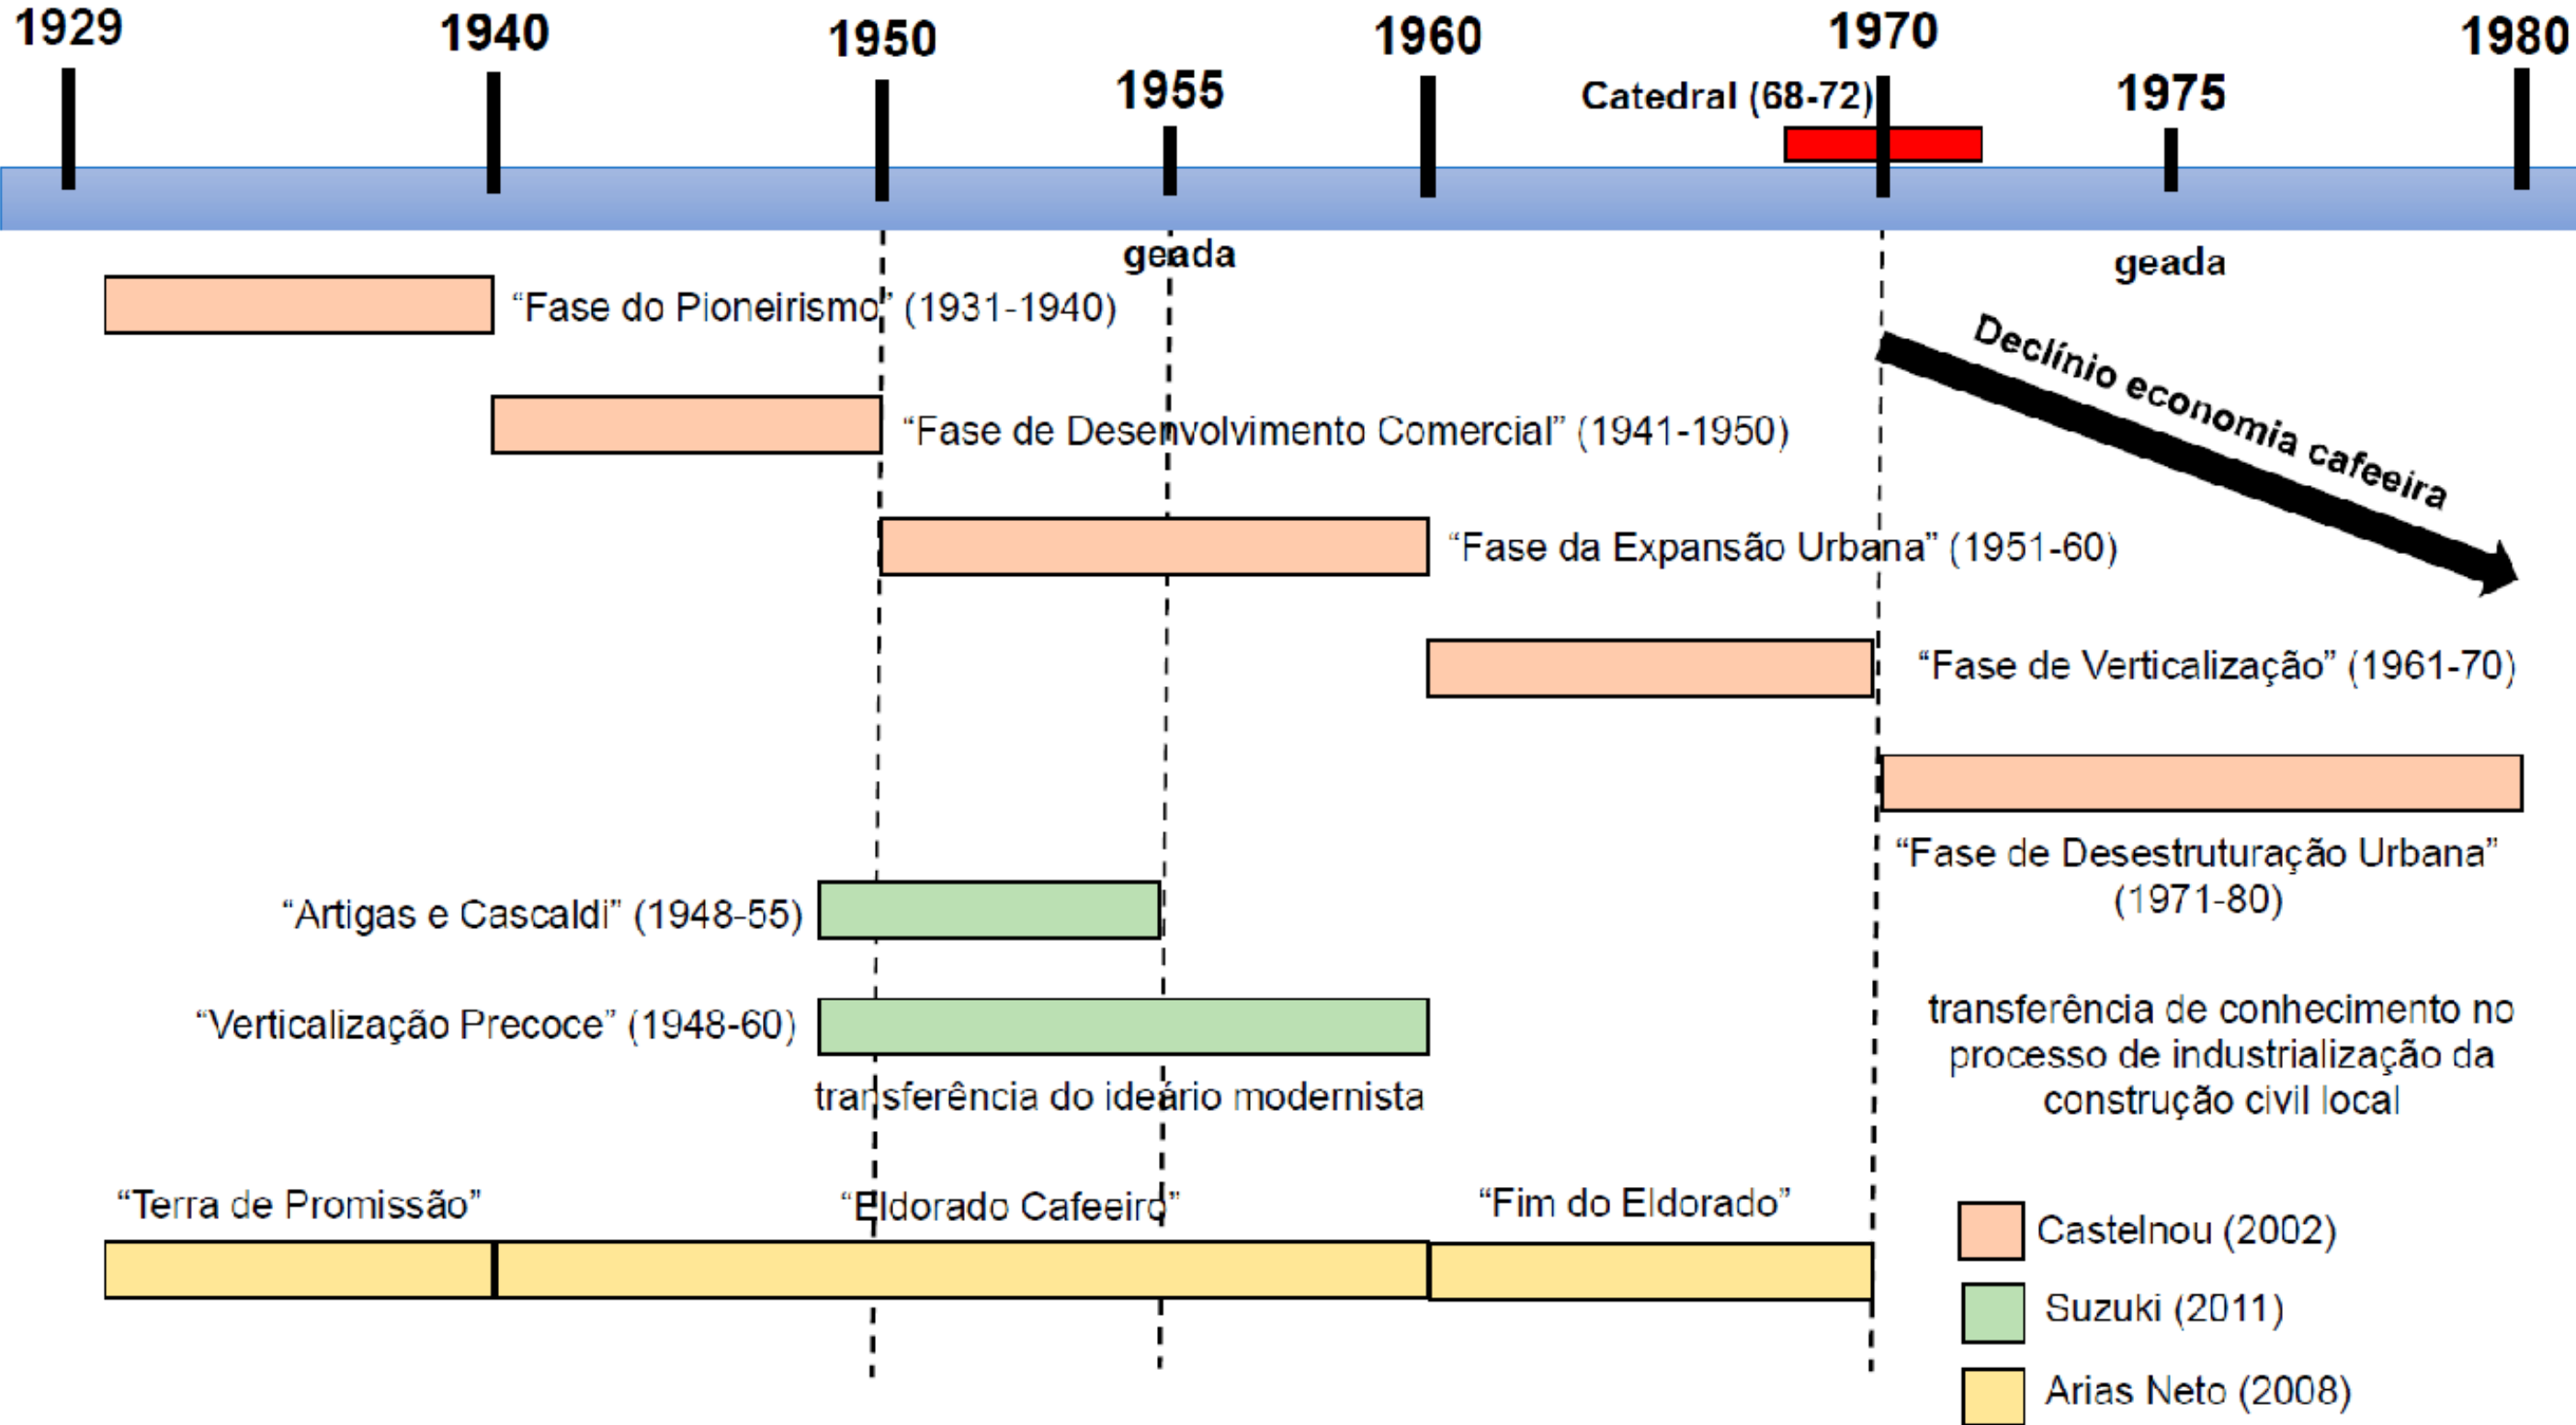 1929
1940
1950
1955
1960
Catedral (68-72)
1970
1975
1980
geada
geada
“Fase do Pioneirismo” (1931-1940)
Declínio economia cafeeira
“Fase de Desenvolvimento Comercial” (1941-1950)
“Fase da Expansão Urbana” (1951-60)
“Fase de Verticalização” (1961-70)
“Fase de Desestruturação Urbana”
(1971-80)
“Artigas e Cascaldi” (1948-55)
“Verticalização Precoce” (1948-60)
transferência do ideário modernista
transferência de conhecimento no
processo de industrialização da
construção civil local
“Terra de Promissão”
“Eldorado Cafeeiro”
“Fim do Eldorado”
Castelnou (2002)
Suzuki (2011)
Arias Neto (2008)